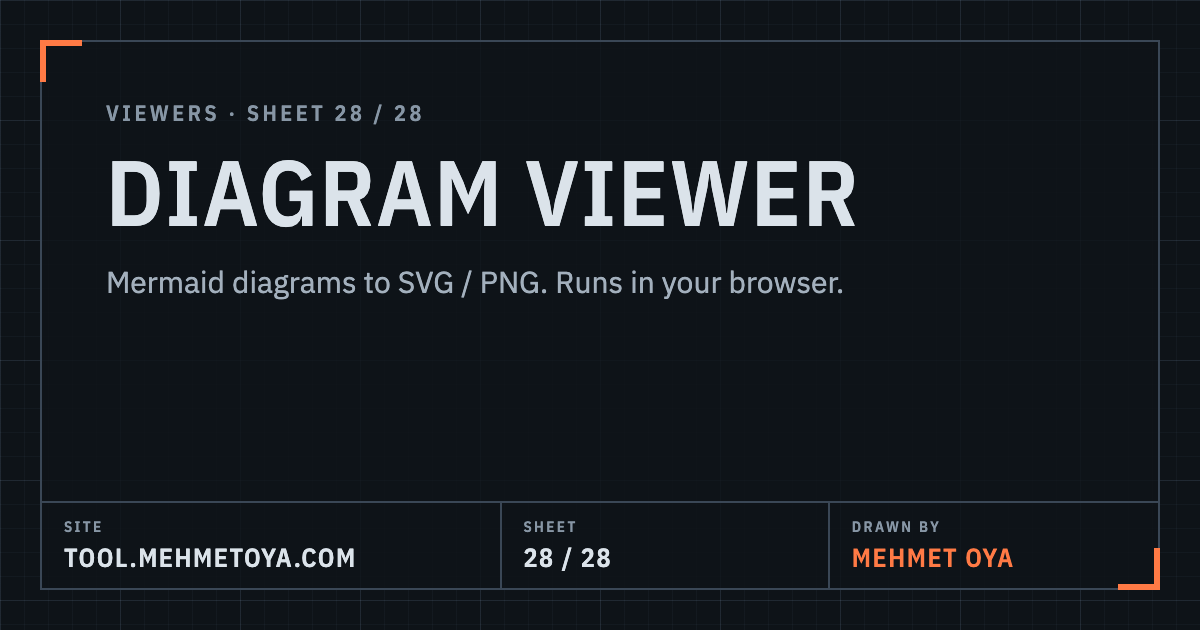 VIEWERS · SHEET 28 / 28
DIAGRAM VIEWER
Mermaid diagrams to SVG / PNG. Runs in your browser.
SITE
TOOL.MEHMETOYA.COM
SHEET
28 / 28
DRAWN BY
MEHMET OYA